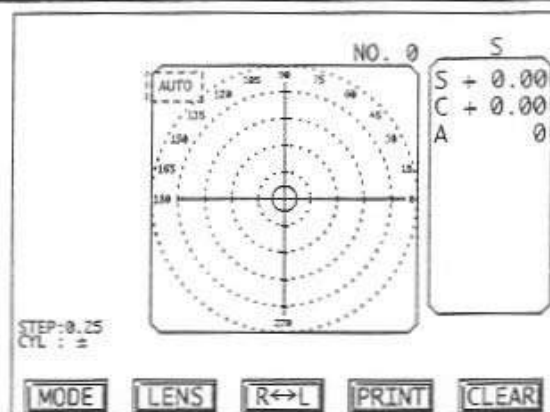 NO. 0
S
AUTO
S + 0.00
C + 0.00
A 0
90
105
75
120
60
135
45
150
30
165
15
180
0
270
STEP:0.25
CYL : ±
MODE
LENS
R↔L
PRINT
CLEAR